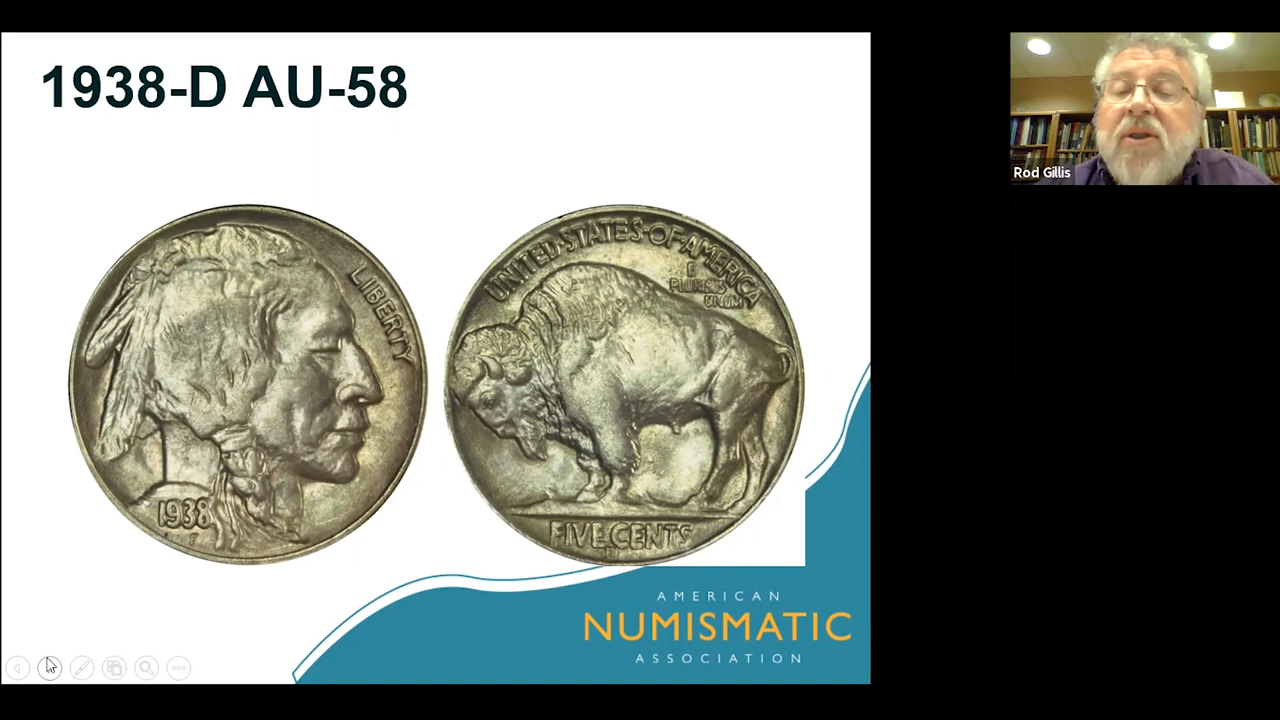 1938-D AU-58
LIBERTY
1938
F
UNITED·STATES·OF·AMERICA
E
PLURIBUS
UNUM
FIVE CENTS
D
AMERICAN
NUMISMATIC
ASSOCIATION
Rod Gillis